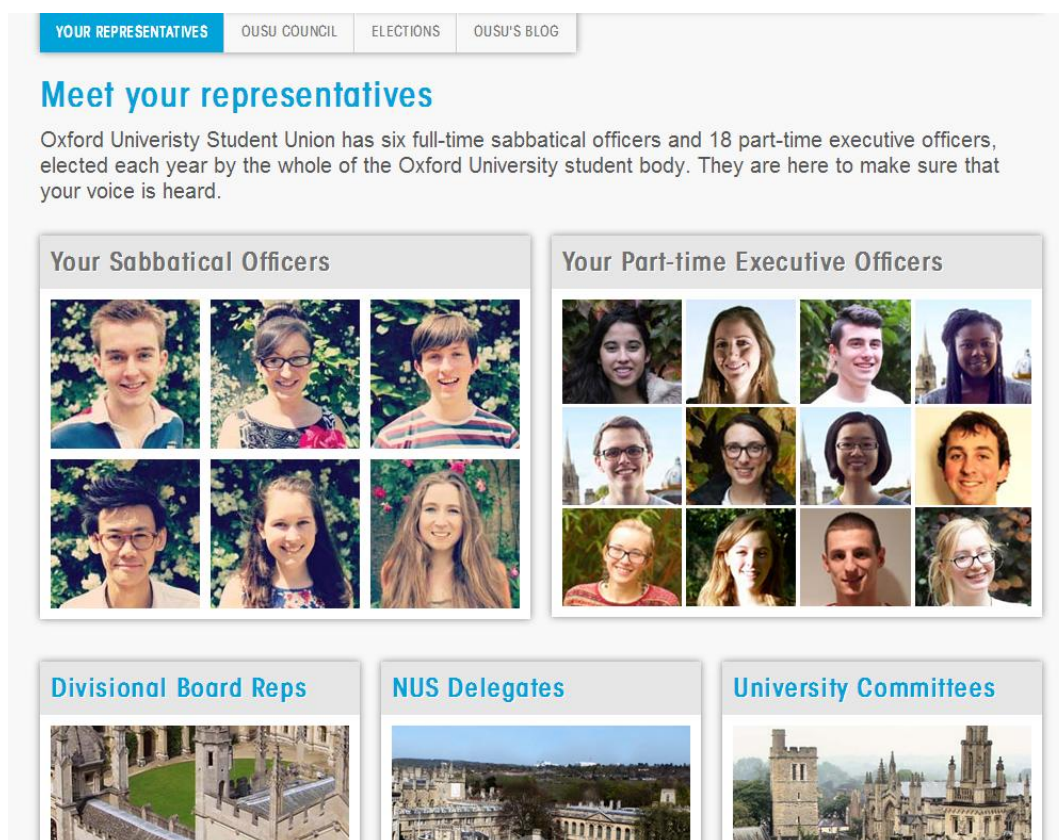 YOUR REPRESENTATIVES OUSU COUNCIL ELECTIONS OUSU'S BLOG
Meet your representatives
Oxford Univeristy Student Union has six full-time sabbatical officers and 18 part-time executive officers,
elected each year by the whole of the Oxford University student body. They are here to make sure that
your voice is heard.
Your Sabbatical Officers
Your Part-time Executive Officers
Divisional Board Reps
NUS Delegates
University Committees